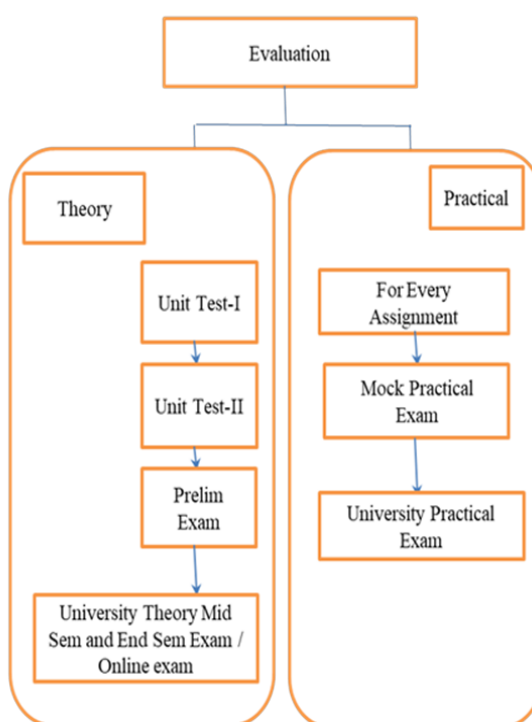 Evaluation
Theory
Unit Test-I
Unit Test-II
Prelim
Exam
University Theory Mid
Sem and End Sem Exam /
Online exam
Practical
For Every
Assignment
Mock Practical
Exam
University Practical
Exam